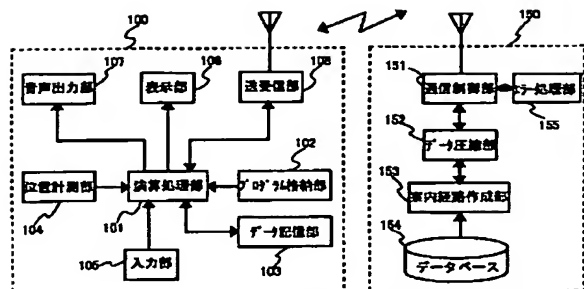 100
107
音声出力部
106
表示部
108
送受信部
104
位置計測部
101
演算処理部
102
プログラム格納部
105
入力部
103
データ記憶部
150
151
通信制御部
155
エラー処理部
152
データ圧縮部
153
案内経路作成部
154
データベース